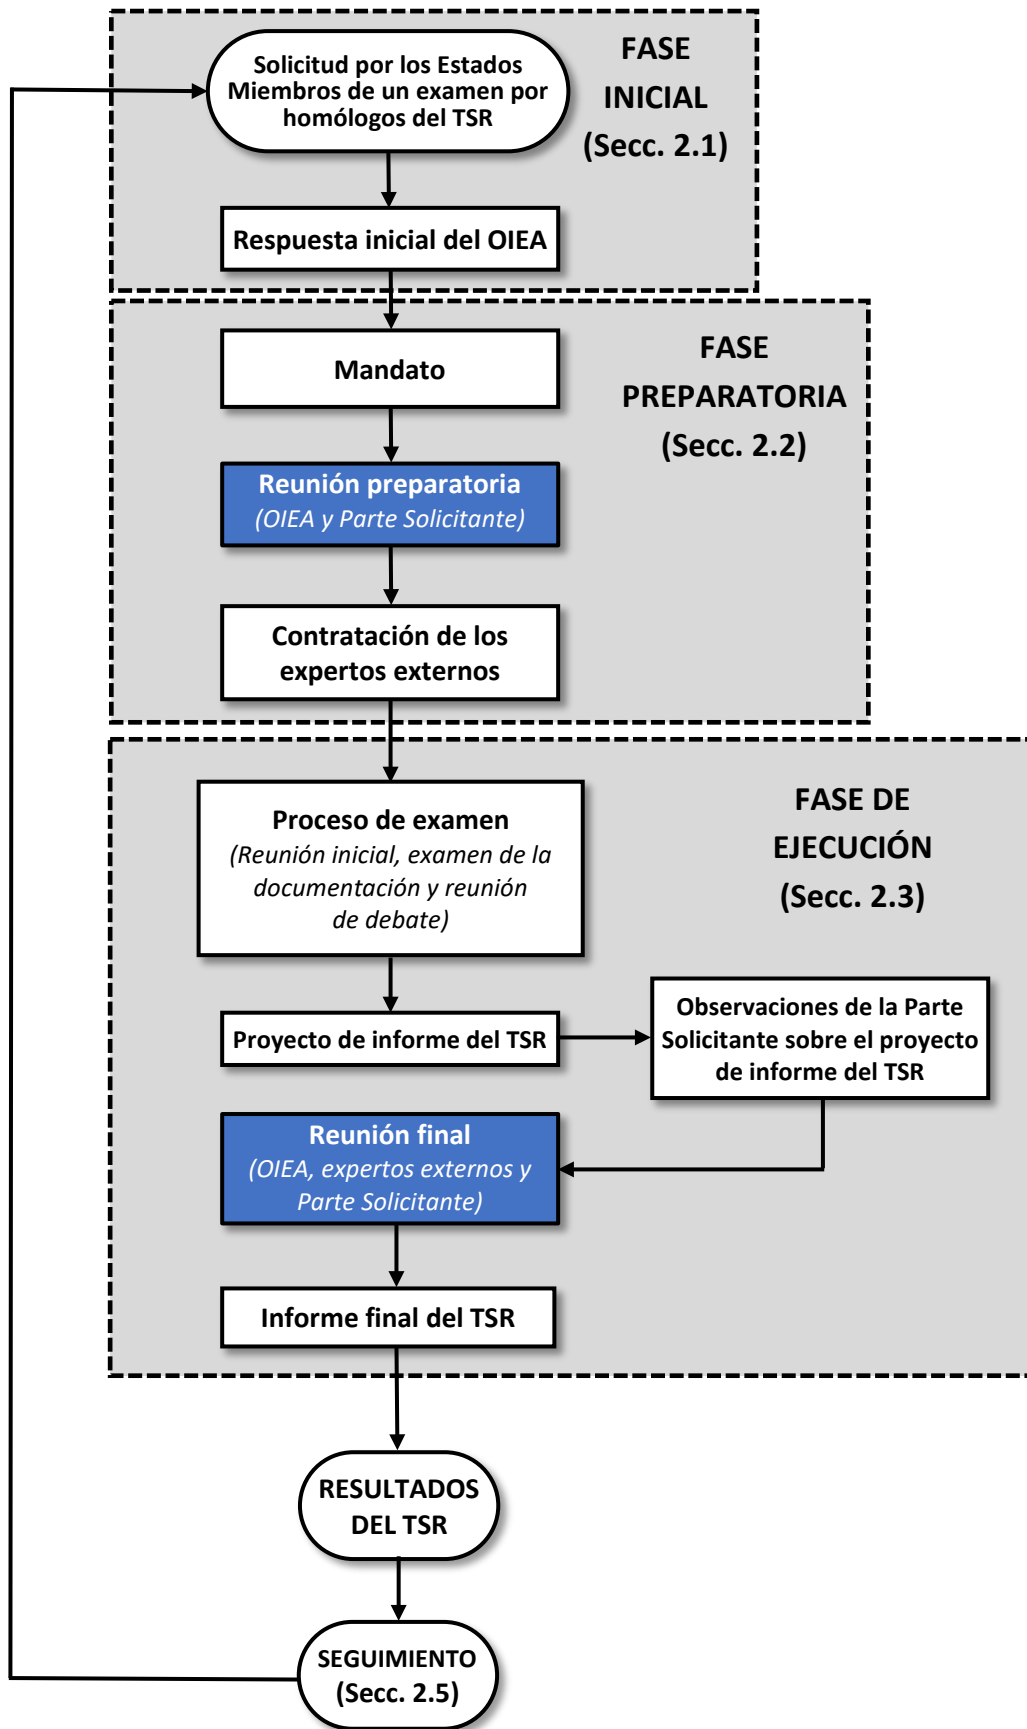 Solicitud por los Estados
Miembros de un examen por
homólogos del TSR
FASE
INICIAL
(Secc. 2.1)
Respuesta inicial del OIEA
FASE
PREPARATORIA
(Secc. 2.2)
Mandato
Reunión preparatoria
(OIEA y Parte Solicitante)
Contratación de los
expertos externos
FASE DE
EJECUCIÓN
(Secc. 2.3)
Proceso de examen
(Reunión inicial, examen de la
documentación y reunión
de debate)
Proyecto de informe del TSR
Observaciones de la Parte
Solicitante sobre el proyecto
de informe del TSR
Reunión final
(OIEA, expertos externos y
Parte Solicitante)
Informe final del TSR
RESULTADOS
DEL TSR
SEGUIMIENTO
(Secc. 2.5)